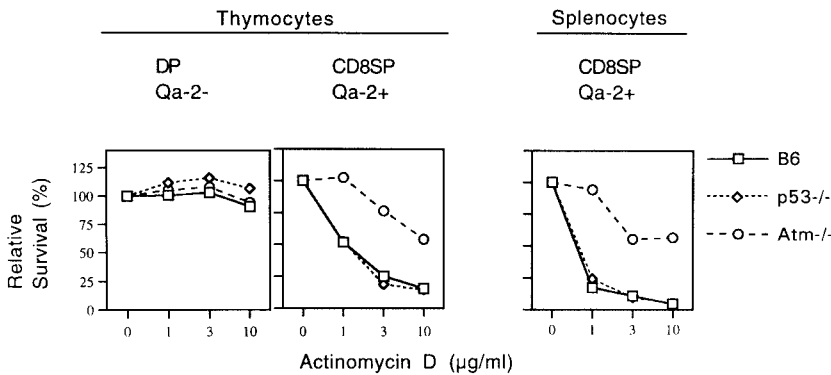 Thymocytes
Splenocytes
DP
Qa-2-
CD8SP
Qa-2+
CD8SP
Qa-2+
Relative
Survival (%)
125
100
75
50
25
0
0 1 3 10
0 1 3 10
0 1 3 10
Actinomycin D (µg/ml)
B6
p53-/-
Atm-/-